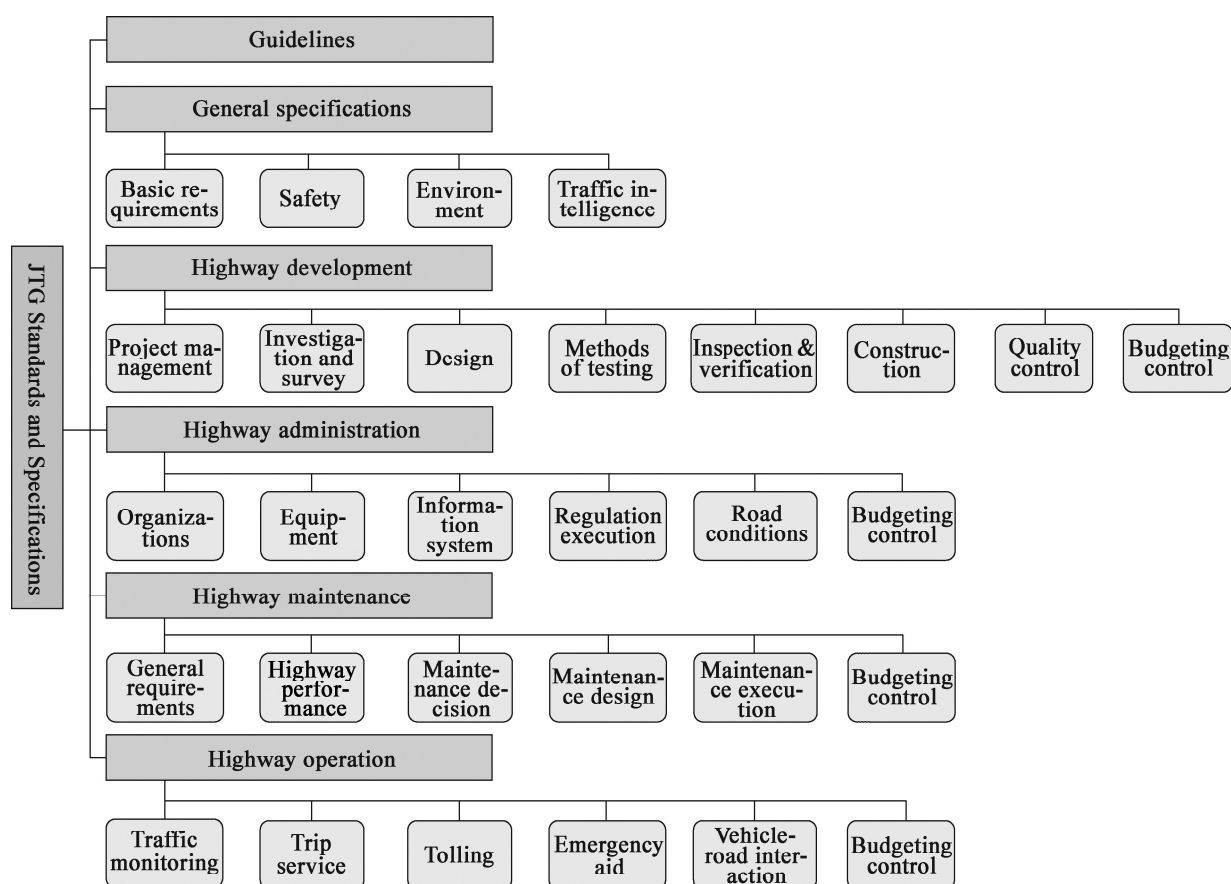 JTG Standards and Specifications
Guidelines
General specifications
Basic re-
quirements
Safety
Environ-
ment
Traffic in-
telligence
Highway development
Project ma-
nagement
Investiga-
tion and
survey
Design
Methods
of testing
Inspection &
verification
Construc-
tion
Quality
control
Budgeting
control
Highway administration
Organiza-
tions
Equip-
ment
Informa-
tion
system
Regulation
execution
Road
conditions
Budgeting
control
Highway maintenance
General
require-
ments
Highway
perfor-
mance
Mainte-
nance de-
cision
Maintenan-
ce design
Maintenan-
ce execu-
tion
Budgeting
control
Highway operation
Traffic
monitoring
Trip
service
Tolling
Emergency
aid
Vehicle-
road inter-
action
Budgeting
control